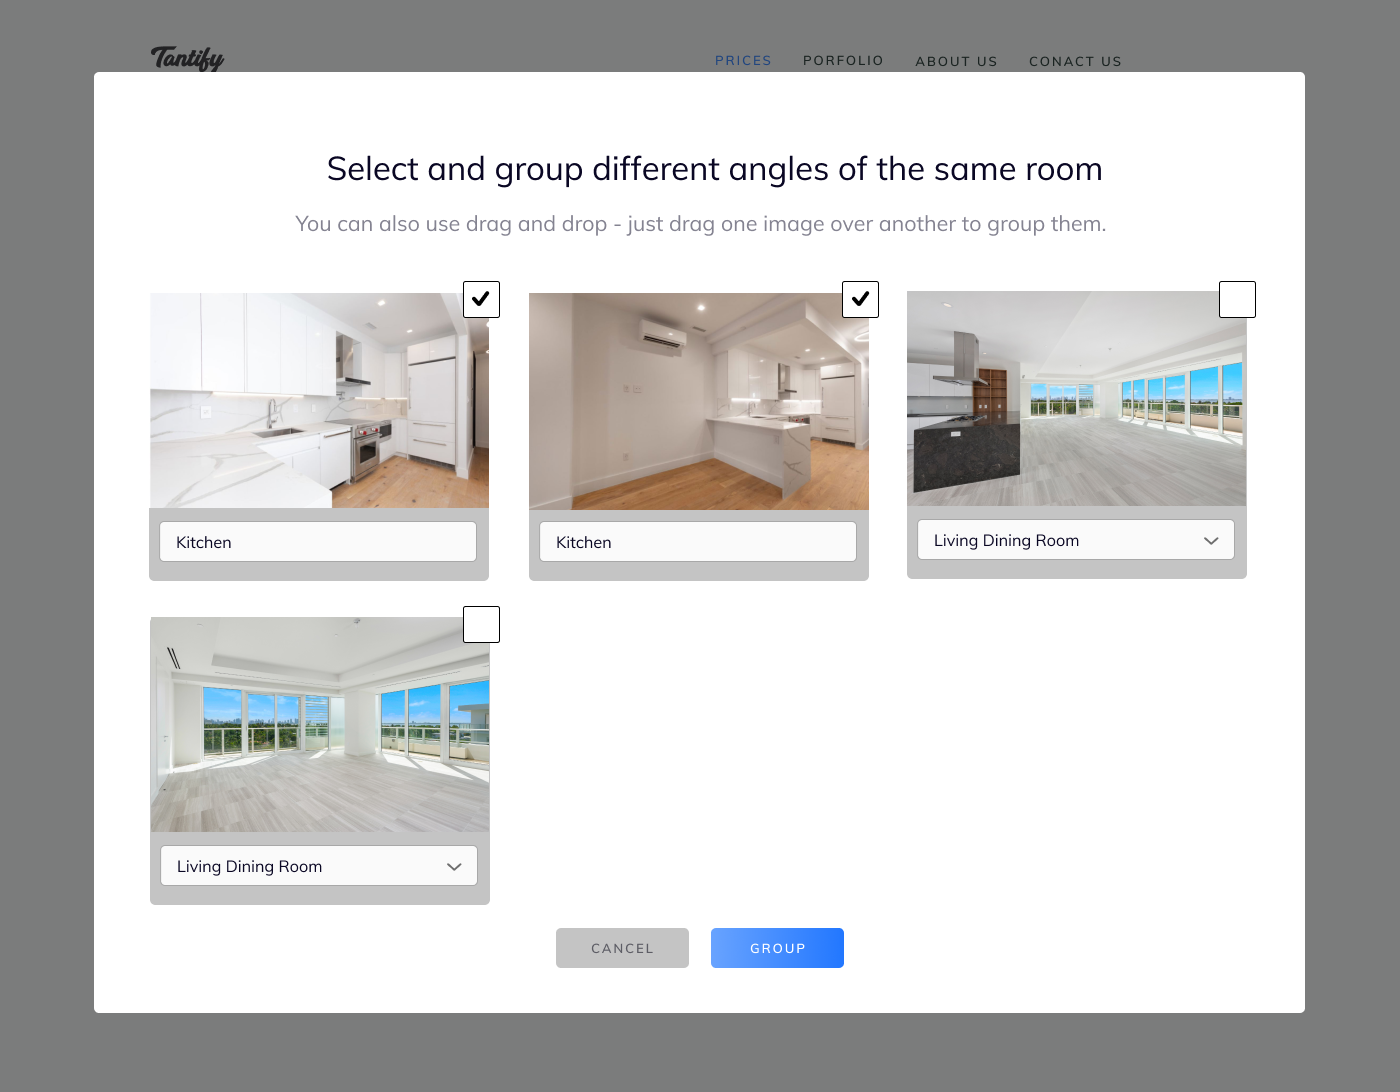 Tantify
PRICES
PORFOLIO
ABOUT US
CONACT US
Select and group different angles of the same room
You can also use drag and drop - just drag one image over another to group them.
Kitchen
Kitchen
Living Dining Room
Living Dining Room
CANCEL
GROUP